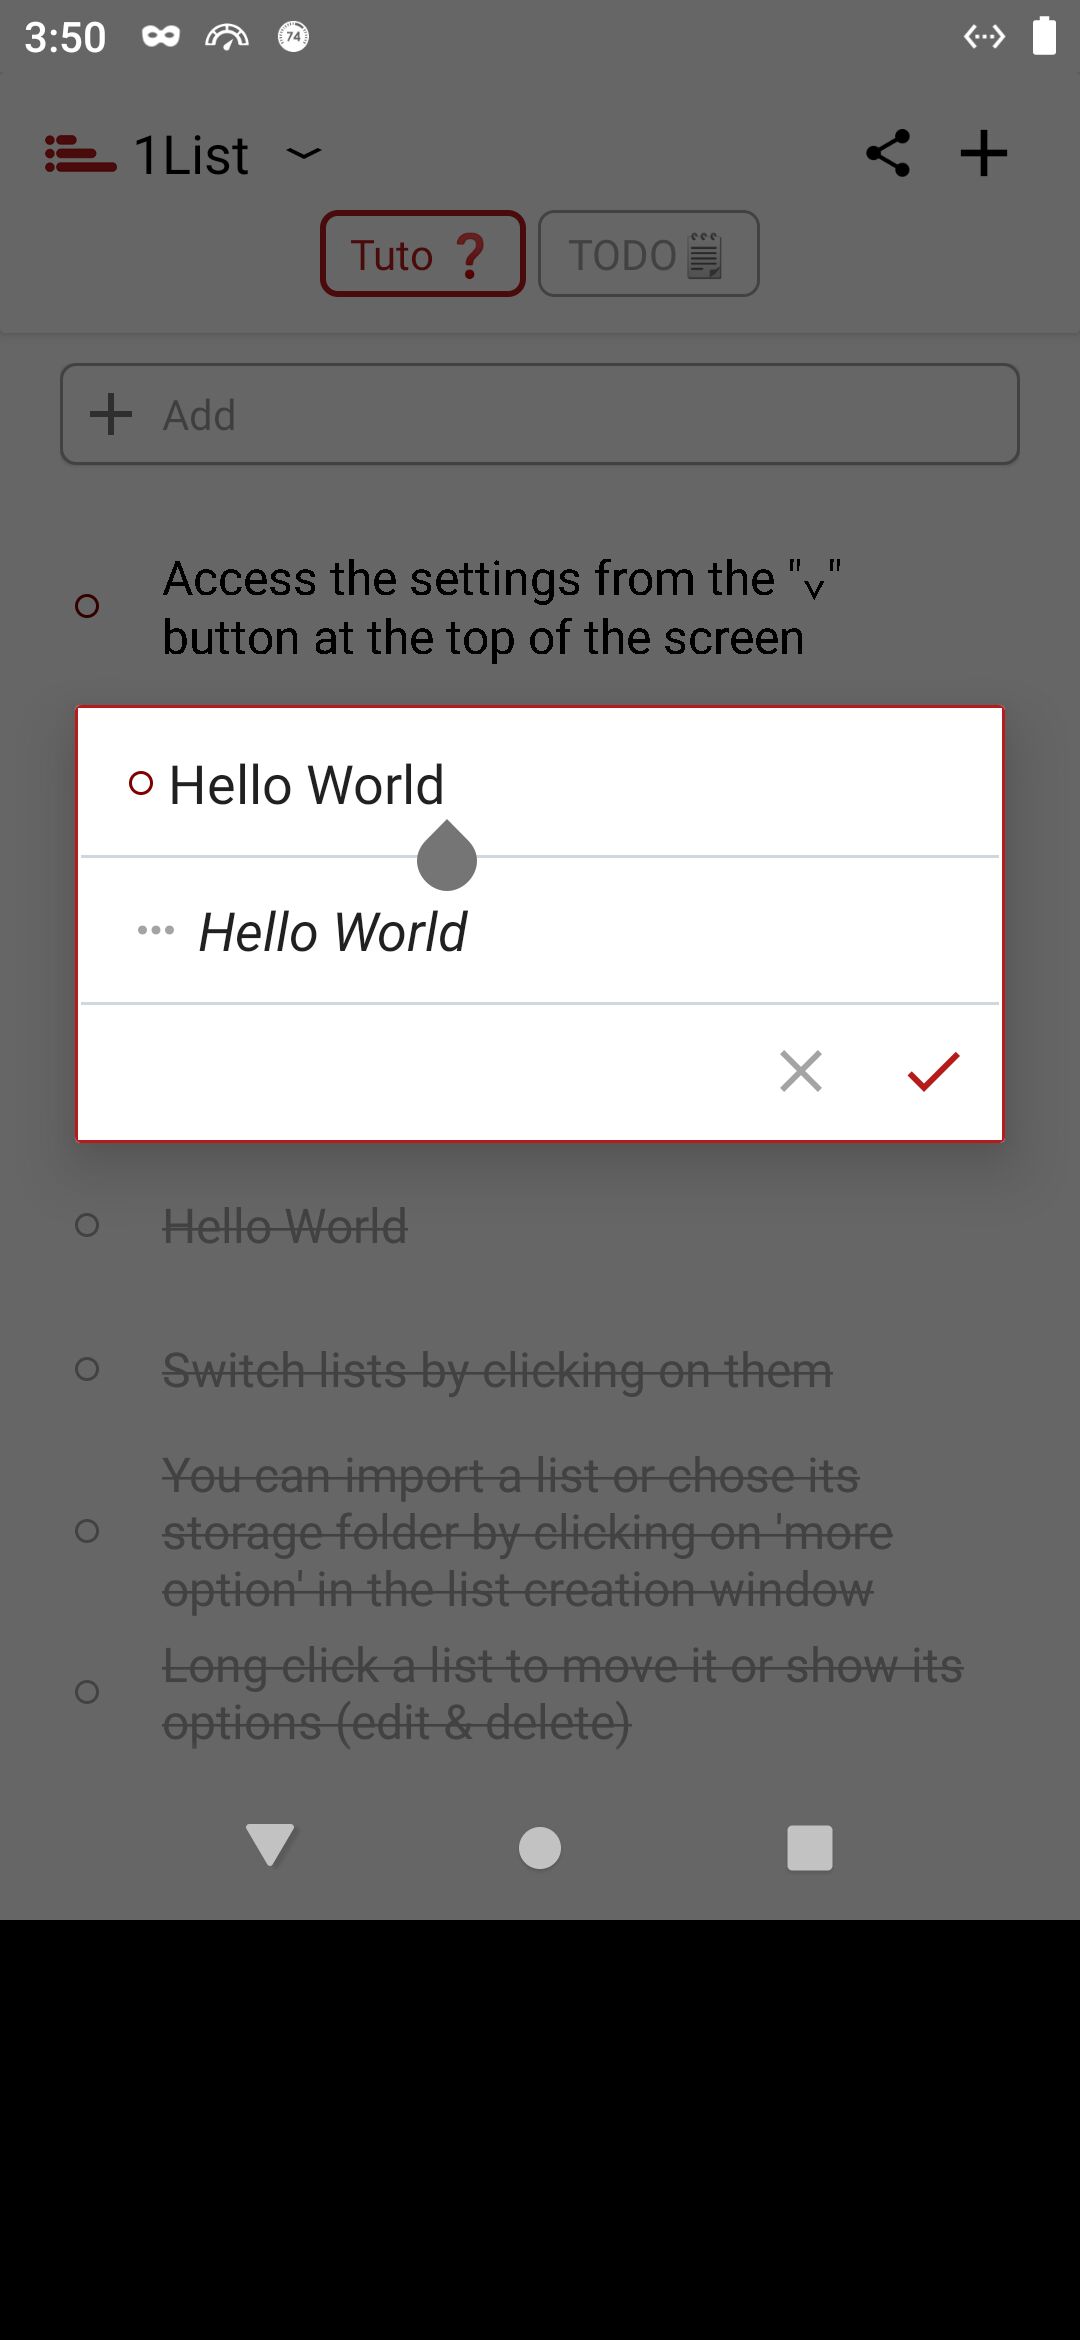 3:50
74
1List
Tuto ❓
TODO
Add
Access the settings from the "v"
button at the top of the screen
Hello World
Hello World
Hello World
Switch lists by clicking on them
You can import a list or chose its
storage folder by clicking on 'more
option' in the list creation window
Long click a list to move it or show its
options (edit & delete)